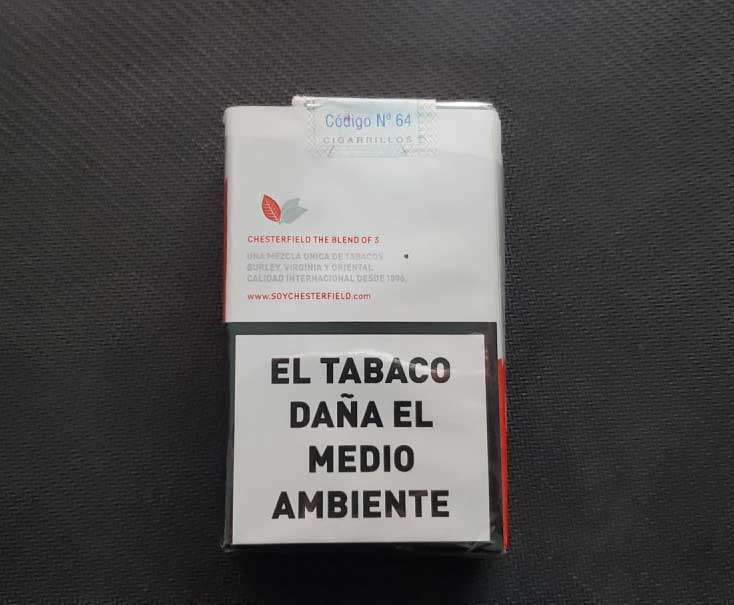 Código Nº 64
CIGARRILLOS
CHESTERFIELD THE BLEND OF 3
UNA MEZCLA UNICA DE TABACOS
BURLEY, VIRGINIA Y ORIENTAL.
CALIDAD INTERNACIONAL DESDE 1896.
www.SOYCHESTERFIELD.com
EL TABACO
DAÑA EL
MEDIO
AMBIENTE